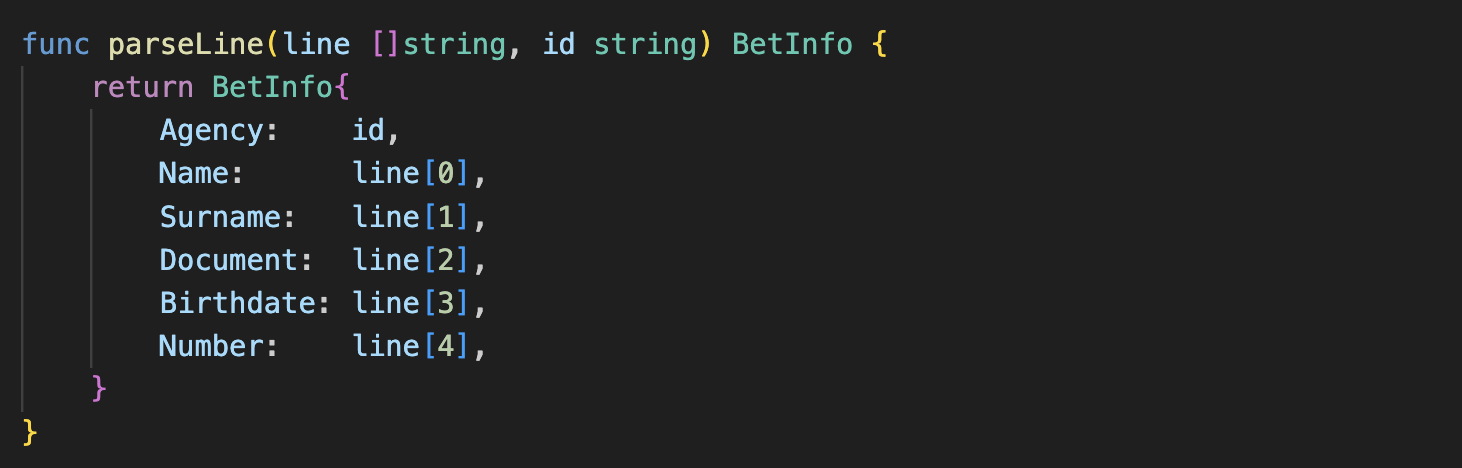 func parseLine(line []string, id string) BetInfo {
    return BetInfo{
        Agency:    id,
        Name:      line[0],
        Surname:   line[1],
        Document:  line[2],
        Birthdate: line[3],
        Number:    line[4],
    }
}